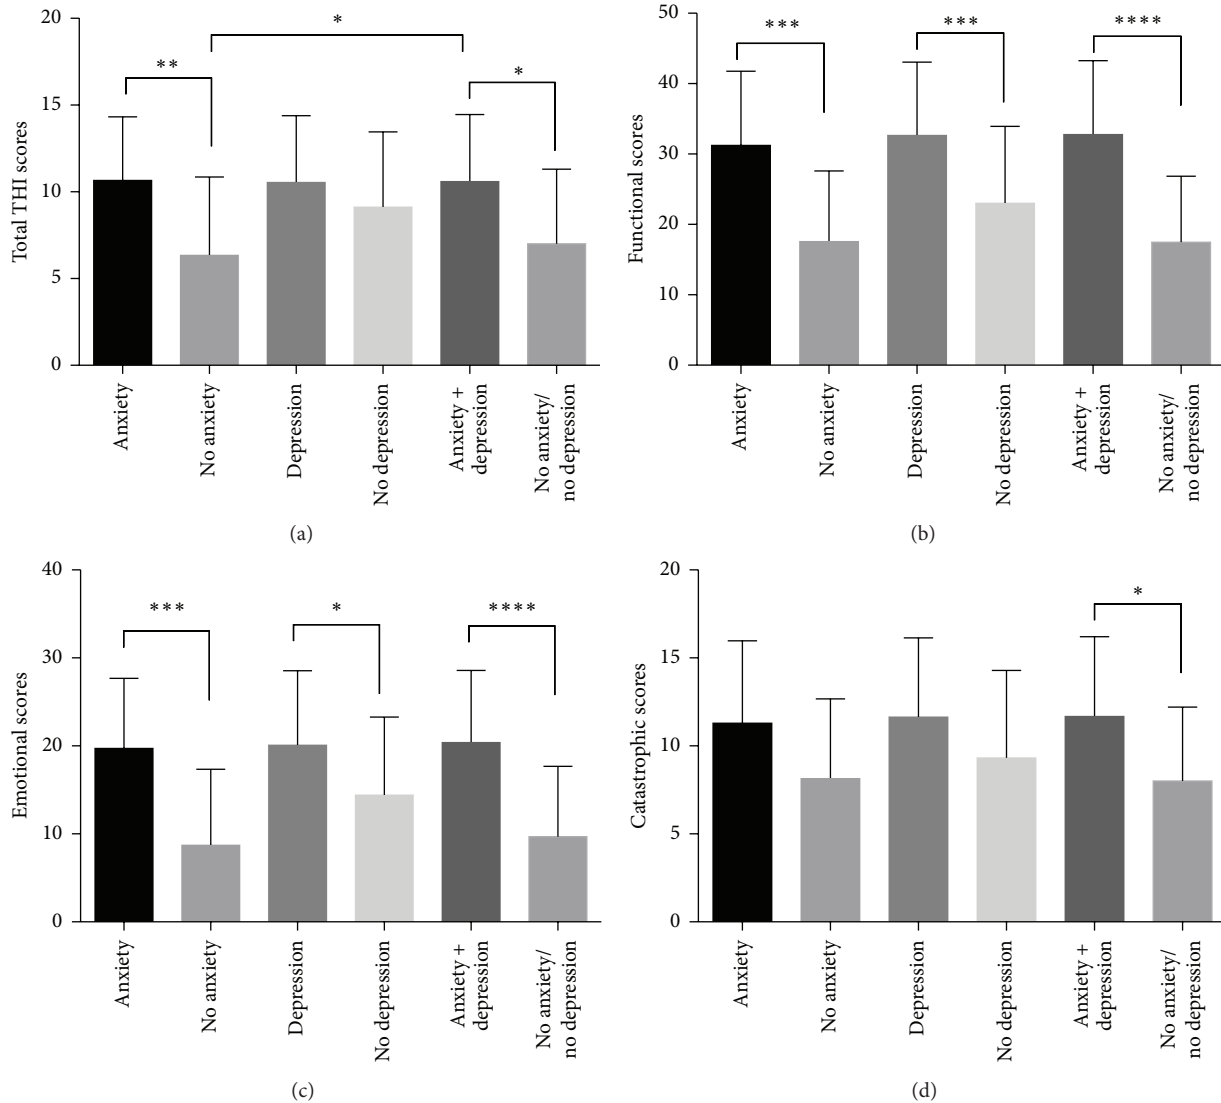 20
15
10
5
0
Total THI scores
**
*
*
Anxiety
No anxiety
Depression
No depression
Anxiety +
depression
No anxiety/
no depression
(a)
50
40
30
20
10
0
Functional scores
***
***
****
Anxiety
No anxiety
Depression
No depression
Anxiety +
depression
No anxiety/
no depression
(b)
40
30
20
10
0
Emotional scores
***
*
****
Anxiety
No anxiety
Depression
No depression
Anxiety +
depression
No anxiety/
no depression
(c)
20
15
10
5
0
Catastrophic scores
*
Anxiety
No anxiety
Depression
No depression
Anxiety +
depression
No anxiety/
no depression
(d)